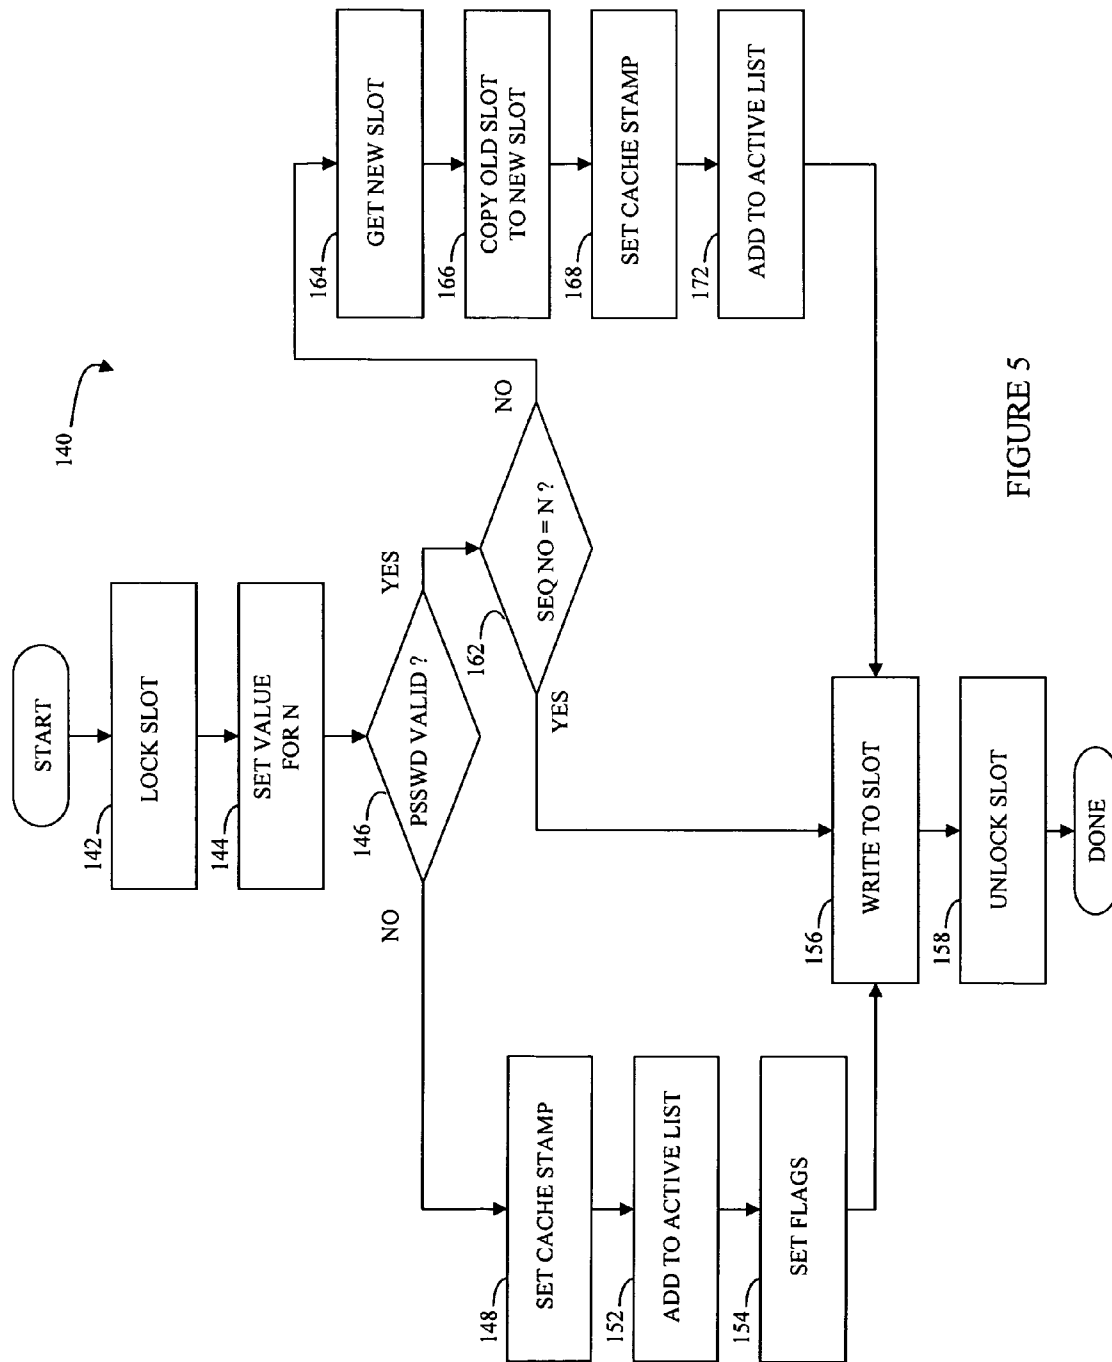 140
START
142
LOCK SLOT
144
SET VALUE
FOR N
146
PSSWD VALID ?
NO
YES
148
SET CACHE STAMP
152
ADD TO ACTIVE LIST
154
SET FLAGS
162
SEQ NO = N ?
YES
NO
164
GET NEW SLOT
166
COPY OLD SLOT
TO NEW SLOT
168
SET CACHE STAMP
172
ADD TO ACTIVE LIST
156
WRITE TO SLOT
158
UNLOCK SLOT
DONE
FIGURE 5